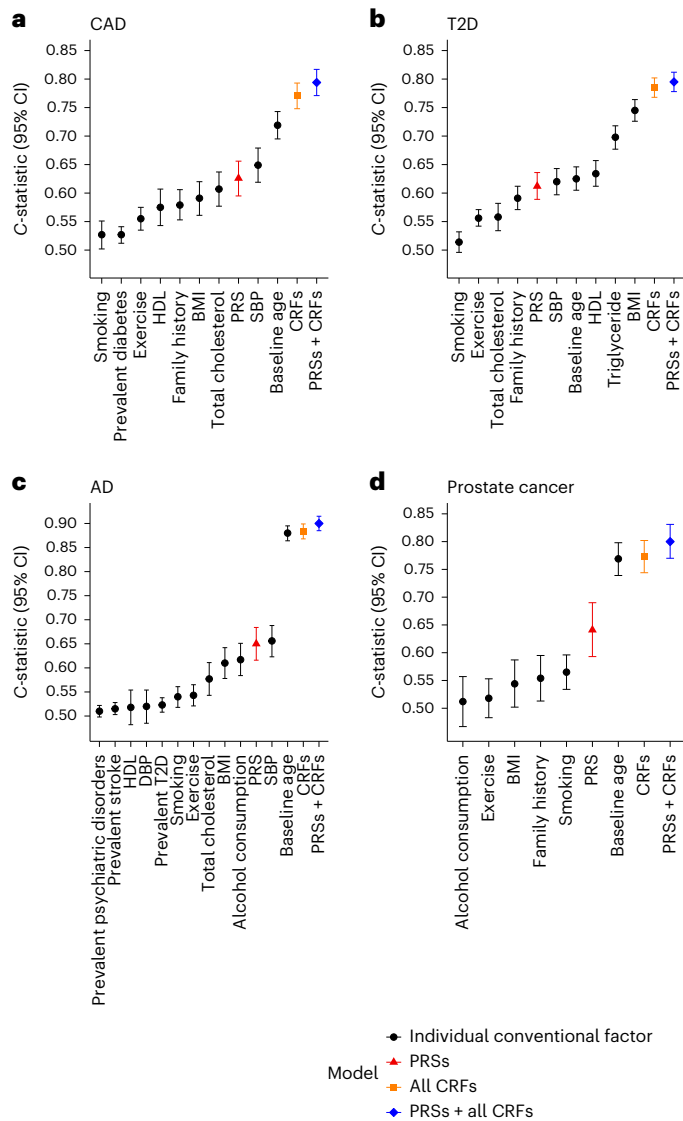 a
CAD
0.85
0.80
0.75
0.70
0.65
0.60
0.55
0.50
C-statistic (95% CI)
Smoking
Prevalent diabetes
Exercise
HDL
Family history
BMI
Total cholesterol
PRS
SBP
Baseline age
CRFs
PRSs + CRFs
b
T2D
0.85
0.80
0.75
0.70
0.65
0.60
0.55
0.50
C-statistic (95% CI)
Smoking
Exercise
Total cholesterol
Family history
PRS
SBP
Baseline age
HDL
Triglyceride
BMI
CRFs
PRSs + CRFs
c
AD
0.90
0.85
0.80
0.75
0.70
0.65
0.60
0.55
0.50
C-statistic (95% CI)
Prevalent psychiatric disorders
Prevalent stroke
HDL
DBP
Prevalent T2D
Smoking
Exercise
Total cholesterol
BMI
Alcohol consumption
PRS
SBP
Baseline age
CRFs
PRSs + CRFs
d
Prostate cancer
0.85
0.80
0.75
0.70
0.65
0.60
0.55
0.50
C-statistic (95% CI)
Alcohol consumption
Exercise
BMI
Family history
Smoking
PRS
Baseline age
CRFs
PRSs + CRFs
Model
Individual conventional factor
PRSs
All CRFs
PRSs + all CRFs